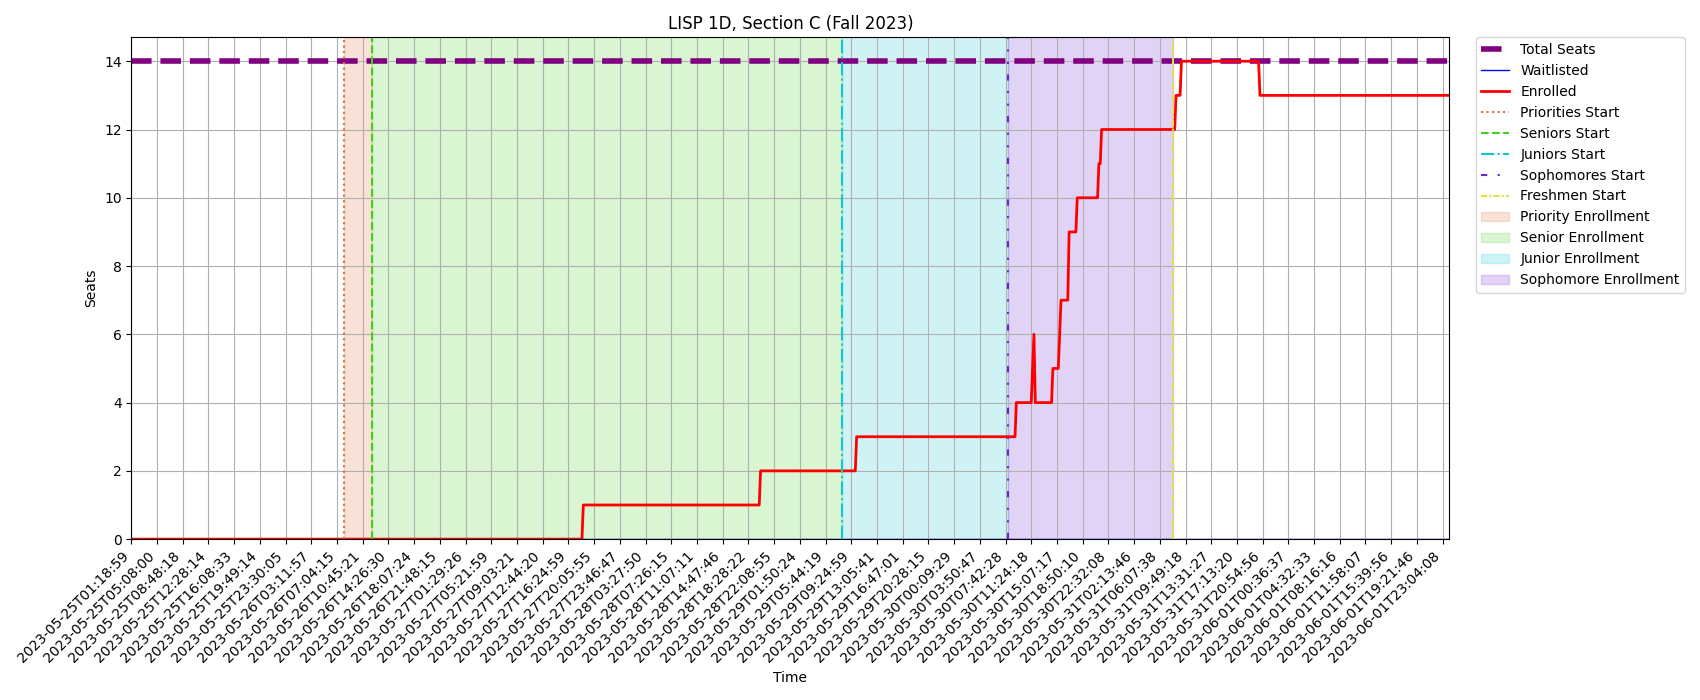 LISP 1D, Section C (Fall 2023)
14
12
10
8
6
4
2
0
Seats
2023-05-25T01:18:59
2023-05-25T05:08:00
2023-05-25T08:48:18
2023-05-25T12:28:14
2023-05-25T16:08:33
2023-05-25T19:49:14
2023-05-25T23:30:05
2023-05-26T03:11:57
2023-05-26T07:04:15
2023-05-26T10:45:21
2023-05-26T14:26:30
2023-05-26T18:07:24
2023-05-26T21:48:15
2023-05-27T01:29:26
2023-05-27T05:21:59
2023-05-27T09:03:21
2023-05-27T12:44:20
2023-05-27T16:24:59
2023-05-27T20:05:55
2023-05-27T23:46:47
2023-05-28T03:27:50
2023-05-28T07:26:15
2023-05-28T11:07:11
2023-05-28T14:47:46
2023-05-28T18:28:22
2023-05-28T22:08:55
2023-05-29T01:50:24
2023-05-29T05:44:19
2023-05-29T09:24:59
2023-05-29T13:05:41
2023-05-29T16:47:01
2023-05-29T20:28:15
2023-05-30T00:09:29
2023-05-30T03:50:47
2023-05-30T07:42:28
2023-05-30T11:24:18
2023-05-30T15:07:17
2023-05-30T18:50:10
2023-05-30T22:32:08
2023-05-31T02:13:46
2023-05-31T06:07:38
2023-05-31T09:49:18
2023-05-31T13:31:27
2023-05-31T17:13:20
2023-05-31T20:54:56
2023-06-01T00:36:37
2023-06-01T04:32:33
2023-06-01T08:16:16
2023-06-01T11:58:07
2023-06-01T15:39:56
2023-06-01T19:21:46
2023-06-01T23:04:08
Time
Total Seats
Waitlisted
Enrolled
Priorities Start
Seniors Start
Juniors Start
Sophomores Start
Freshmen Start
Priority Enrollment
Senior Enrollment
Junior Enrollment
Sophomore Enrollment